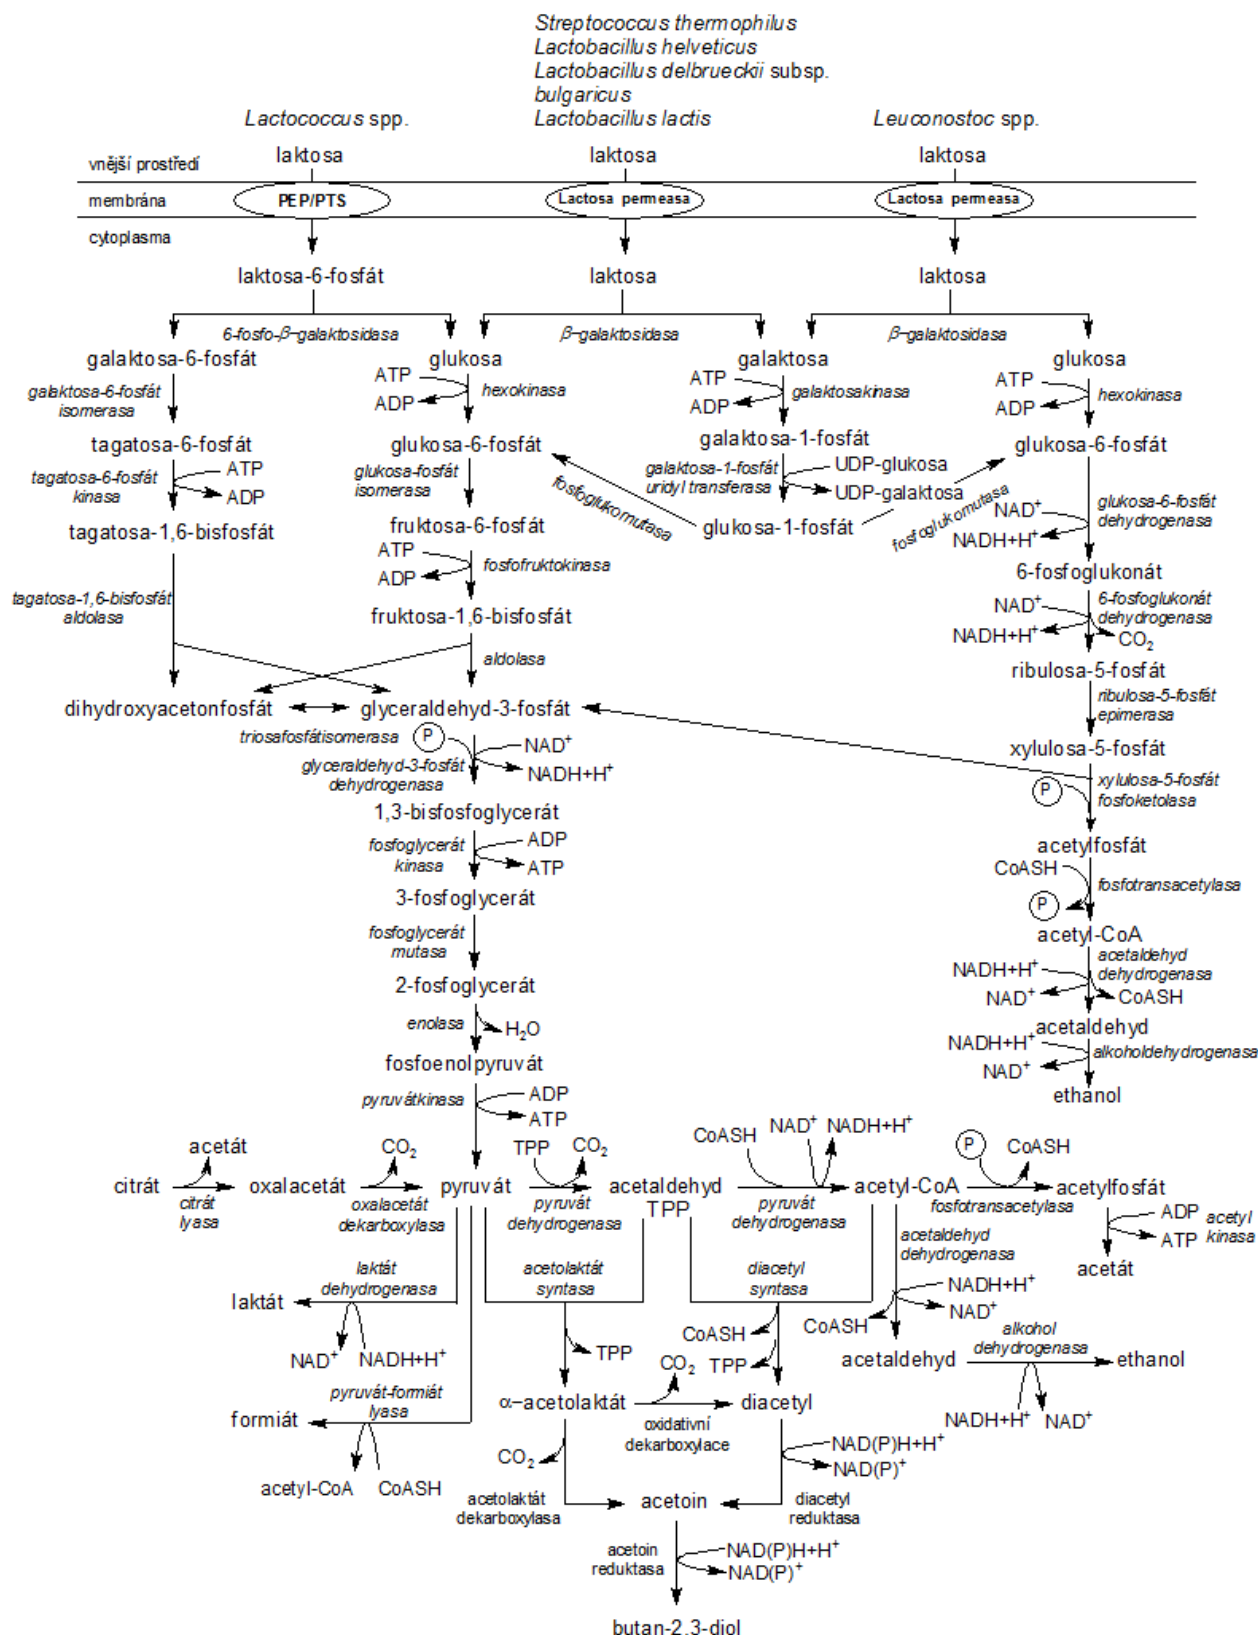 Streptococcus thermophilus
Lactobacillus helveticus
Lactobacillus delbrueckii subsp.
bulgaricus
Lactococcus spp.
Lactobacillus lactis
Leuconostoc spp.
vnější prostředí
laktosa
laktosa
laktosa
membrána
PEP/PTS
Lactosa permeasa
Lactosa permeasa
cytoplasma
laktosa-6-fosfát
laktosa
laktosa
6-fosfo-β-galaktosidasa
β-galaktosidasa
β-galaktosidasa
galaktosa-6-fosfát
glukosa
galaktosa
glukosa
galaktosa-6-fosfát
isomerasa
ATP
ADP
hexokinasa
ATP
ADP
galaktosakinasa
ATP
ADP
hexokinasa
tagatosa-6-fosfát
glukosa-6-fosfát
galaktosa-1-fosfát
glukosa-6-fosfát
tagatosa-6-fosfát
kinasa
ATP
ADP
glukosa-fosfát
isomerasa
fosfoglukomutasa
galaktosa-1-fosfát
uridyl transferasa
UDP-glukosa
UDP-galaktosa
fosfoglukomutasa
NAD+
NADH+H+
glukosa-6-fosfát
dehydrogenasa
tagatosa-1,6-bisfosfát
fruktosa-6-fosfát
glukosa-1-fosfát
ATP
ADP
fosfofruktokinasa
6-fosfoglukonát
tagatosa-1,6-bisfosfát
aldolasa
fruktosa-1,6-bisfosfát
NAD+
NADH+H+
6-fosfoglukonát
dehydrogenasa
CO2
aldolasa
ribulosa-5-fosfát
dihydroxyacetonfosfát
glyceraldehyd-3-fosfát
ribulosa-5-fosfát
epimerasa
triosafosfátisomerasa
P
NAD+
NADH+H+
glyceraldehyd-3-fosfát
dehydrogenasa
xylulosa-5-fosfát
P
xylulosa-5-fosfát
fosfoketolasa
1,3-bisfosfoglycerát
fosfoglycerát
kinasa
ADP
ATP
acetylfosfát
CoASH
P
fosfotransacetylasa
3-fosfoglycerát
fosfoglycerát
mutasa
acetyl-CoA
NADH+H+
NAD+
acetaldehyd
dehydrogenasa
CoASH
2-fosfoglycerát
enolasa
H2O
acetaldehyd
NADH+H+
NAD+
alkoholdehydrogenasa
fosfoenolpyruvát
pyruvátkinasa
ADP
ATP
ethanol
acetát
CO2
TPP
CO2
CoASH
NAD+
NADH+H+
P
CoASH
citrát
oxalacetát
pyruvát
acetaldehyd
TPP
acetyl-CoA
acetylfosfát
citrát
lyasa
oxalacetát
dekarboxylasa
pyruvát
dehydrogenasa
pyruvát
dehydrogenasa
fosfotransacetylasa
ADP
ATP
acetyl
kinasa
acetaldehyd
dehydrogenasa
acetát
laktát
dehydrogenasa
acetolaktát
syntasa
diacetyl
syntasa
NADH+H+
NAD+
CoASH
laktát
NAD+
NADH+H+
TPP
CoASH
TPP
acetaldehyd
alkohol
dehydrogenasa
ethanol
NADH+H+
NAD+
pyruvát-formiát
lyasa
formiát
acetyl-CoA
CoASH
α-acetolaktát
CO2
oxidativní
dekarboxylace
diacetyl
CO2
NAD(P)H+H+
NAD(P)+
acetolaktát
dekarboxylasa
acetoin
diacetyl
reduktasa
acetoin
reduktasa
NAD(P)H+H+
NAD(P)+
butan-2,3-diol